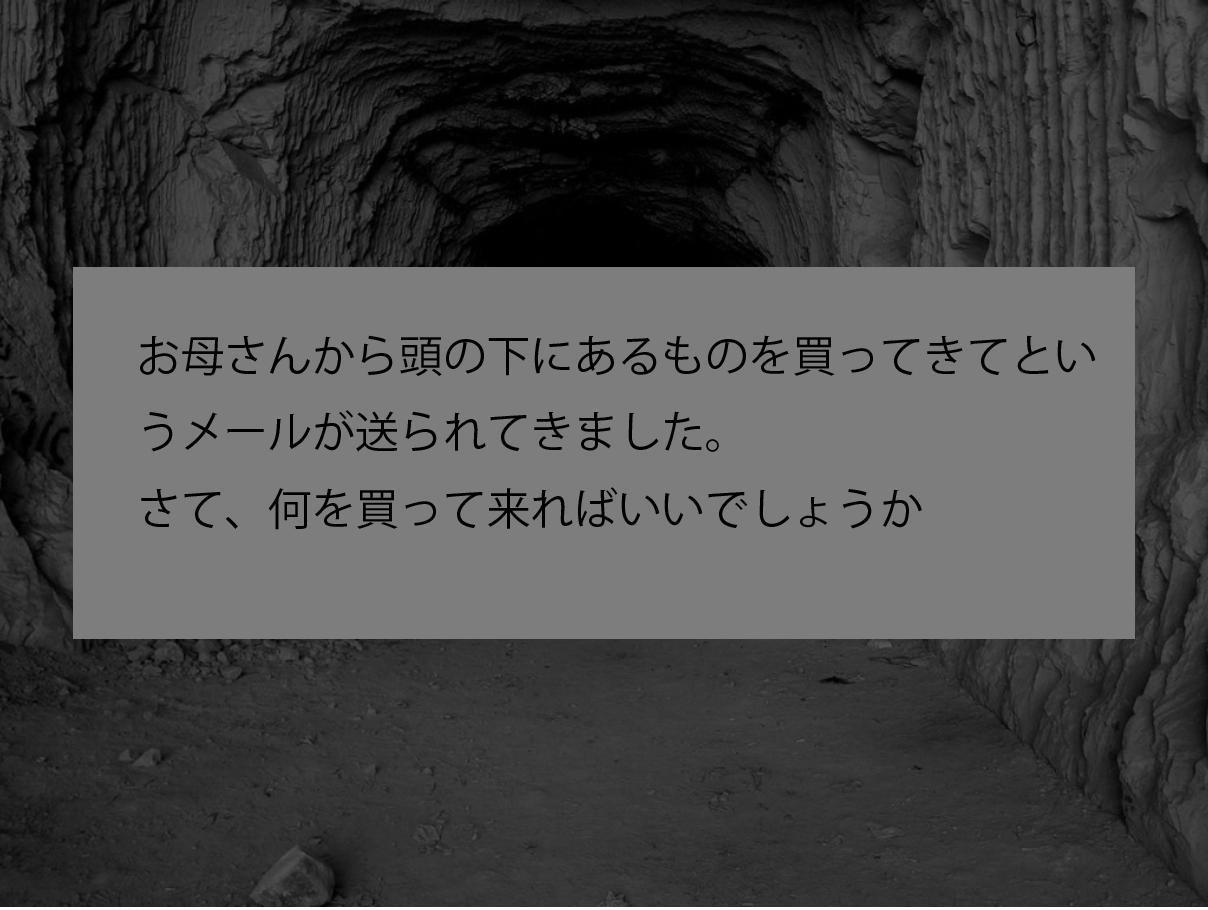 お母さんから頭の下にあるものを買ってきてとい
うメールが送られてきました。
さて、何を買って来ればいいでしょうか